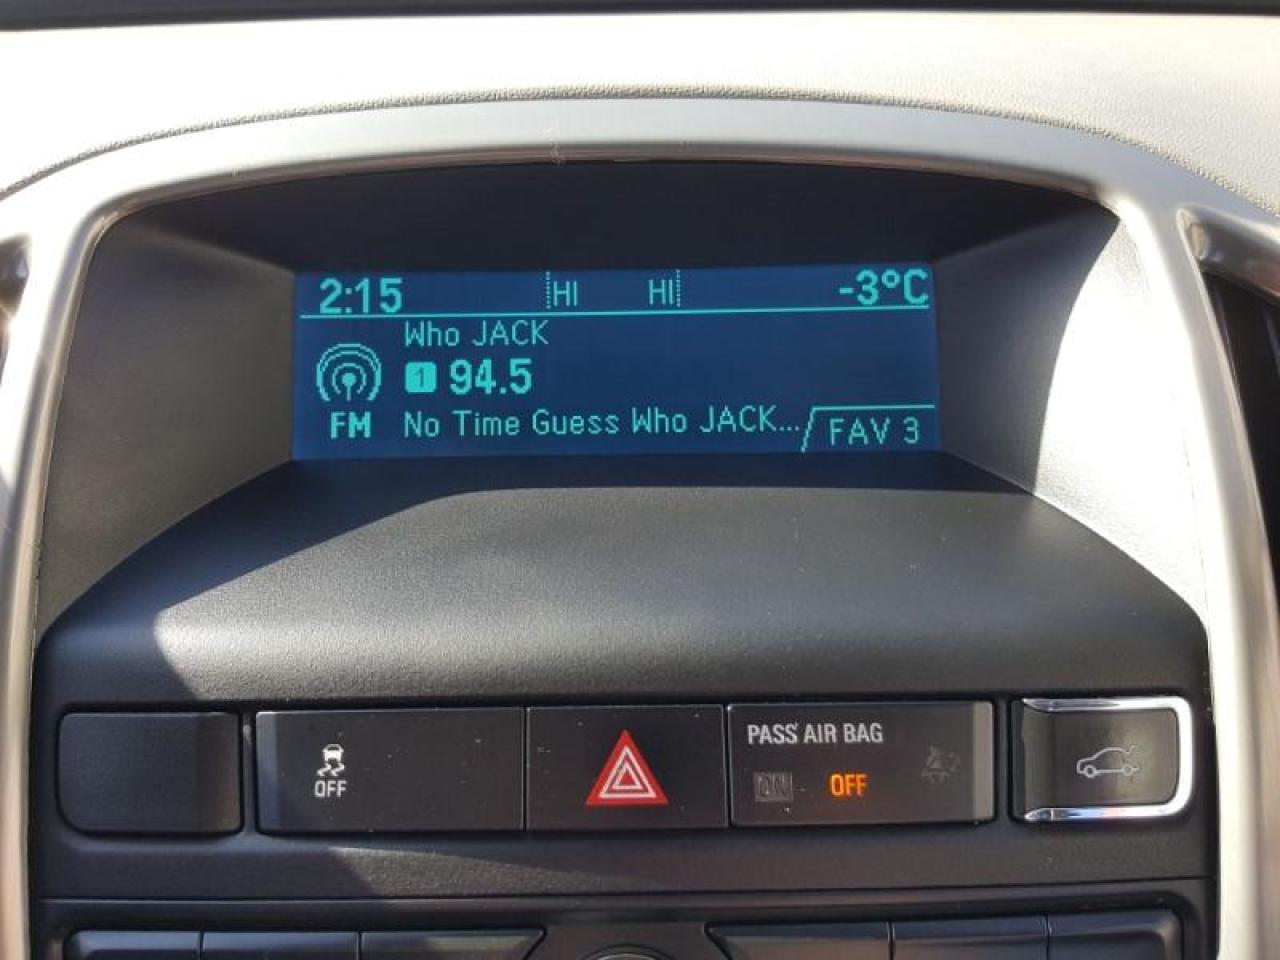 2:15 HI HI -3°C
Who JACK
1 94.5
FM No Time Guess Who JACK... FAV 3
OFF
PASS AIR BAG
ON OFF